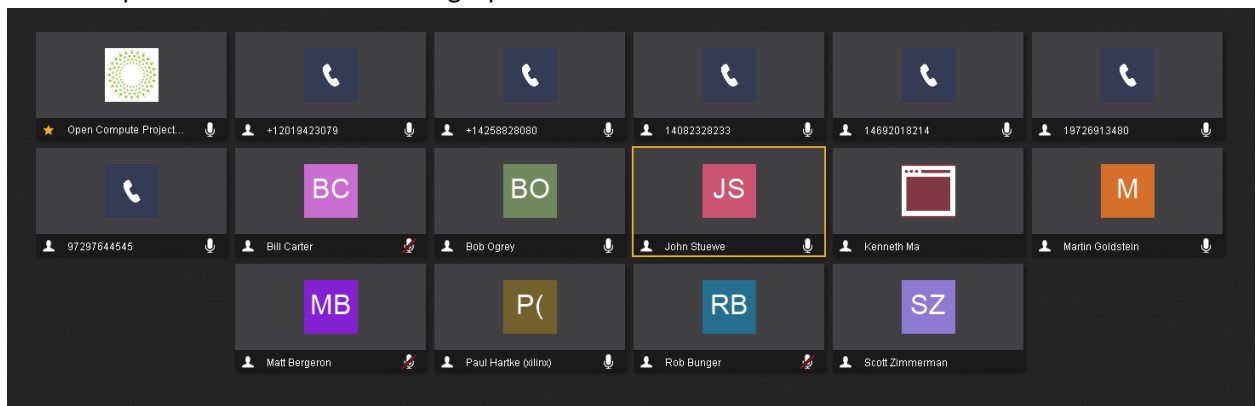 Open Compute Project...
+12019423079
+14258828080
14082328233
14692018214
19726913480
BC
BO
JS
M
97297644545
Bill Carter
Bob Ogrey
John Stuewe
Kenneth Ma
Martin Goldstein
MB
P(
RB
SZ
Matt Bergeron
Paul Hartke (xilinx)
Rob Bunger
Scott Zimmerman